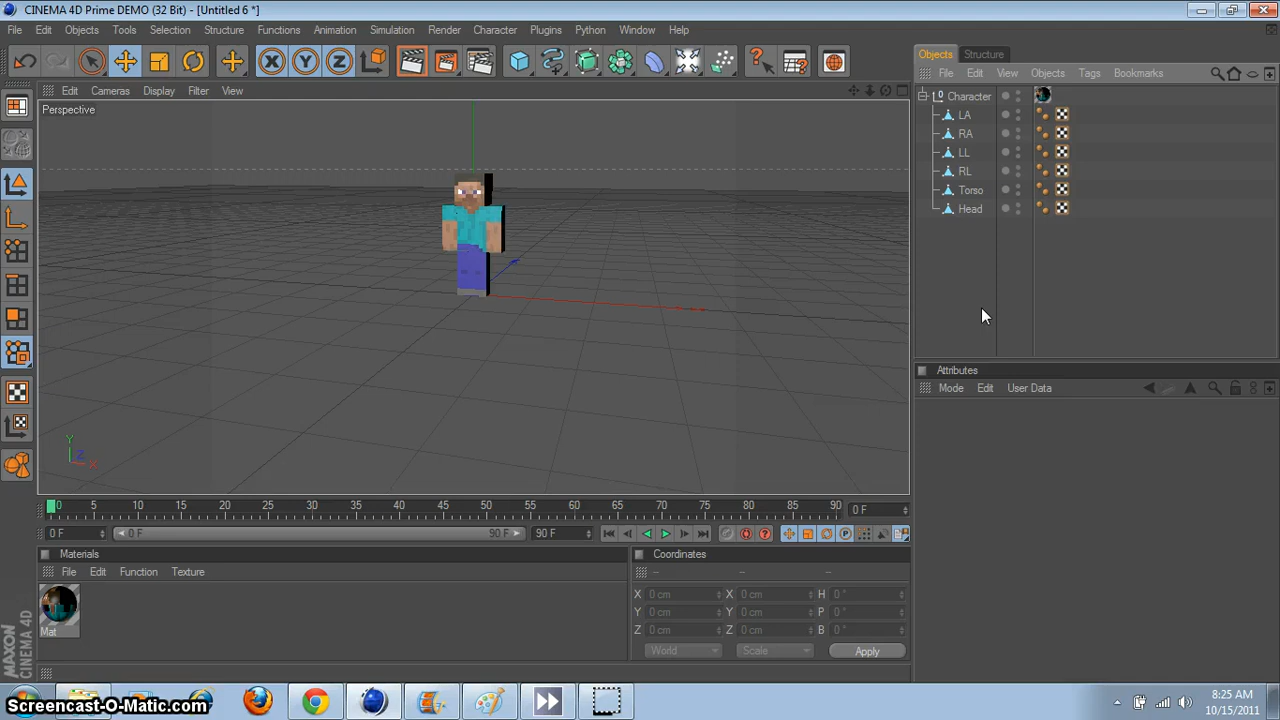 CINEMA 4D Prime DEMO (32 Bit) - [Untitled 6 *]
File Edit Objects Tools Selection Structure Functions Animation Simulation Render Character Plugins Python Window Help
X Y Z
Objects Structure
File Edit View Objects Tags Bookmarks
Edit Cameras Display Filter View
Perspective
Character
LA
RA
LL
RL
Torso
Head
Attributes
Mode Edit User Data
Y
Z
X
0 5 10 15 20 25 30 35 40 45 50 55 60 65 70 75 80 85 90 0 F
0 F 0 F 90 F 90 F
Materials
File Edit Function Texture
Mat
Coordinates
-- -- --
X 0 cm X 0 cm H 0 °
Y 0 cm Y 0 cm P 0 °
Z 0 cm Z 0 cm B 0 °
World Scale Apply
MAXON
CINEMA 4D
Screencast-O-Matic.com
8:25 AM
10/15/2011